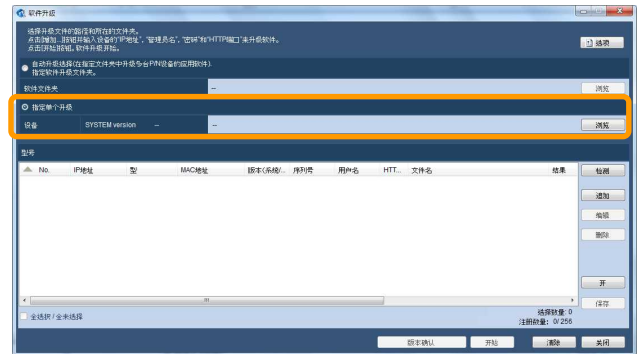 软件升级
选择升级文件的路径和所在的文件夹。
点击[增加...]按钮并输入设备的"IP地址", "管理员名", "密码"和"HTTP端口"来升级软件。
点击[开始]按钮。软件升级开始。
选项
自动升级选择(在指定文件夹中升级各台P/N设备的应用软件).
指定软件升级文件夹。
软件文件夹 – 浏览
指定单个升级
设备 SYSTEM version – – 浏览
型号
No. IP地址 型 MAC地址 版本(系统/... 序列号 用户名 HTT... 文件名 结果
检测
追加
编辑
删除
开
保存
全选択 / 全未选择
选择数量: 0
注册数量: 0/ 256
版本确认 开始 清除 关闭